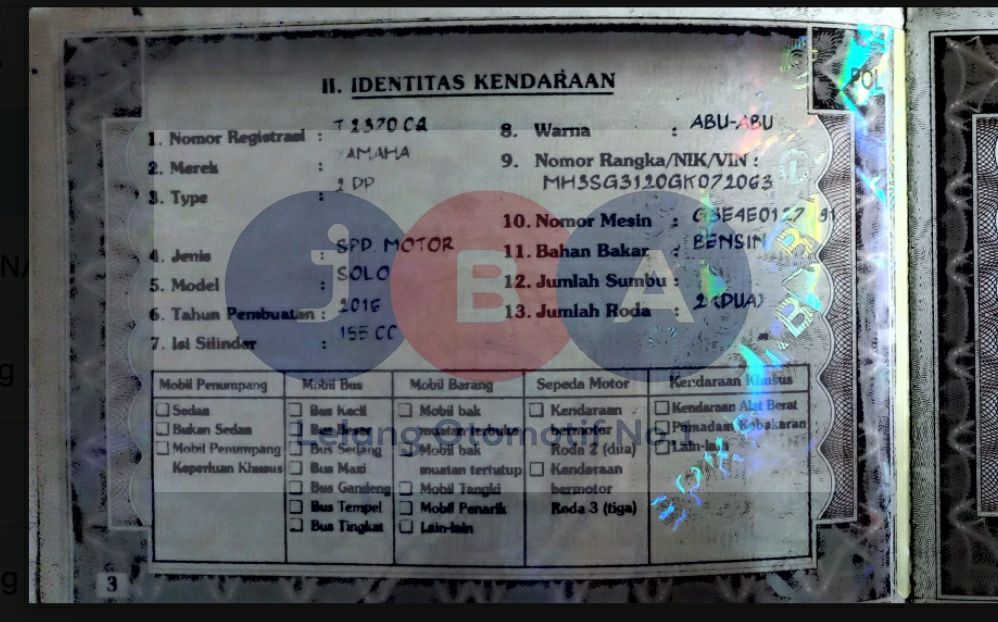 II. IDENTITAS KENDARAAN
1. Nomor Registrasi :
2. Merek : YAMAHA
3. Type : 2 DP
4. Jenis : SPD. MOTOR
5. Model : SOLO
6. Tahun Pembuatan : 2016
7. Isi Silinder : 155 CC
8. Warna : ABU-ABU
9. Nomor Rangka/NIK/VIN :
MH3SG3120GK072063
10. Nomor Mesin :
11. Bahan Bakar : BENSIN
12. Jumlah Sumbu :
13. Jumlah Roda : 2 (DUA)
JBA
Lelang Otomotif No.
Mobil Penumpang
Sedan
Bukan Sedan
Mobil Penumpang
Keperluan Khusus
Mobil Bus
Bus Kecil
Bus Sedang
Bus Maxi
Bus Gandeng
Bus Tempel
Bus Tingkat
Mobil Barang
Mobil bak
muatan terbuka
Mobil bak
muatan tertutup
Mobil Tangki
Mobil Penarik
Lain-lain
Sepeda Motor
Kendaraan
bermotor
Roda 2 (dua)
Kendaraan
bermotor
Roda 3 (tiga)
Kendaraan Khusus
Kendaraan Alat Berat
Pemadam Kebakaran
Lain-lain
3
POL